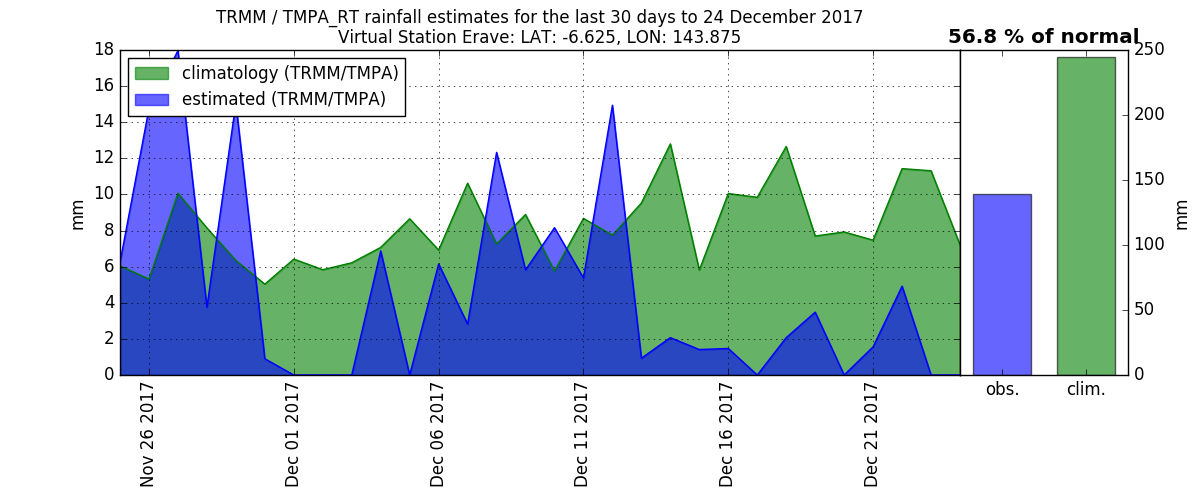 TRMM / TMPA_RT rainfall estimates for the last 30 days to 24 December 2017
Virtual Station Erave: LAT: -6.625, LON: 143.875
56.8 % of normal
climatology (TRMM/TMPA)
estimated (TRMM/TMPA)
18
16
14
12
10
8
6
4
2
0
mm
Nov 26 2017
Dec 01 2017
Dec 06 2017
Dec 11 2017
Dec 16 2017
Dec 21 2017
obs.
clim.
250
200
150
100
50
0
mm